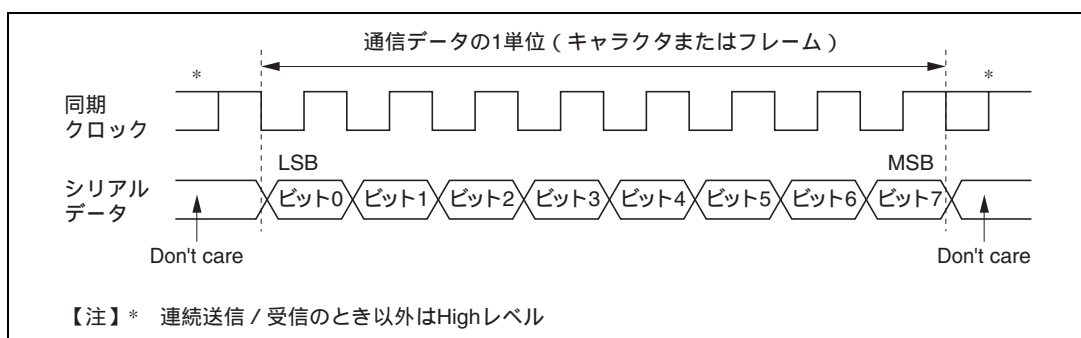 通信データの1単位（キャラクタまたはフレーム）
*
*
同期
クロック
LSB
MSB
シリアル
データ
ビット0
ビット1
ビット2
ビット3
ビット4
ビット5
ビット6
ビット7
Don't care
Don't care
【注】* 連続送信 / 受信のとき以外はHighレベル